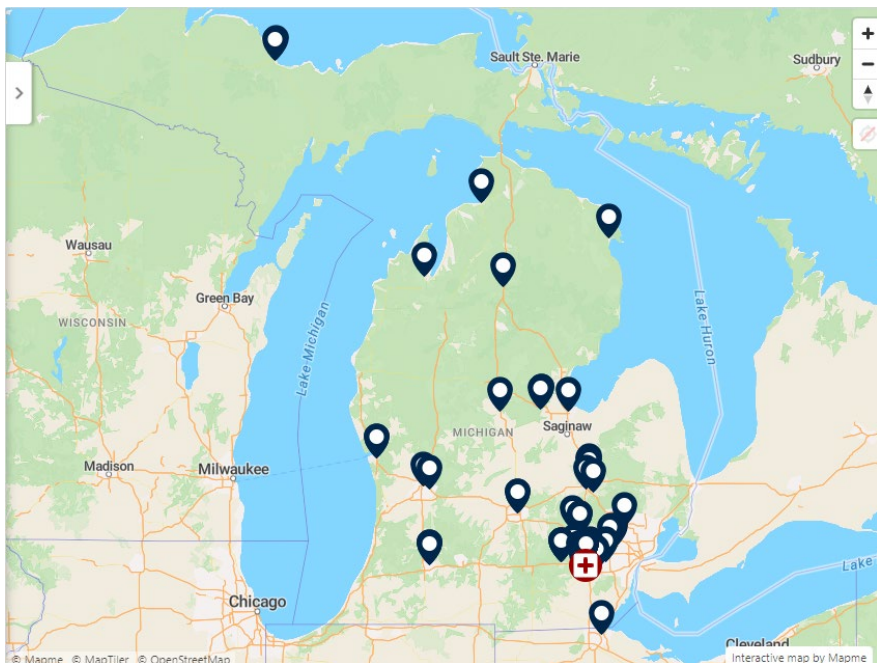 Sault Ste. Marie
Sudbury
Wausau
Green Bay
WISCONSIN
Lake Michigan
Lake Huron
MICHIGAN
Saginaw
Madison
Milwaukee
Chicago
Lake
Cleveland
© Mapme © MapTiler © OpenStreetMap
Interactive map by Mapme